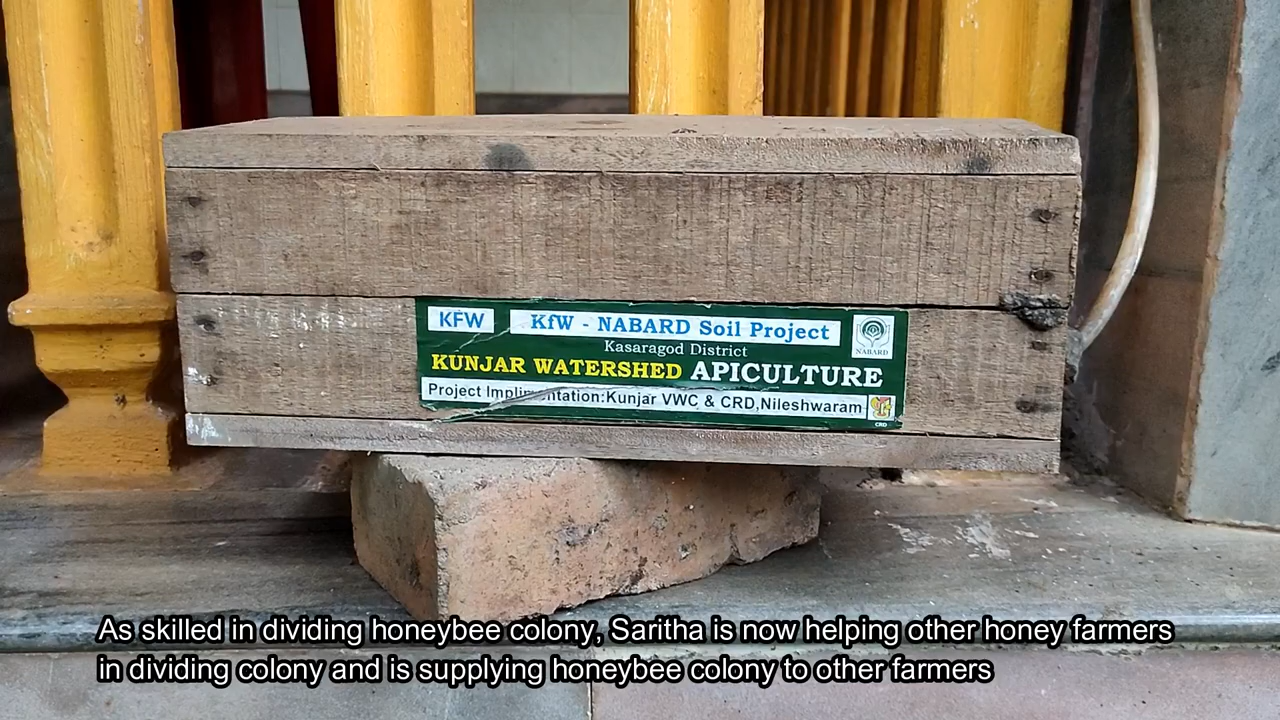 KFW
KfW - NABARD Soil Project
NABARD
Kasaragod District
KUNJAR WATERSHED APICULTURE
Project Implimentation:Kunjar VWC & CRD,Nileshwaram
CRD
As skilled in dividing honeybee colony, Saritha is now helping other honey farmers
in dividing colony and is supplying honeybee colony to other farmers